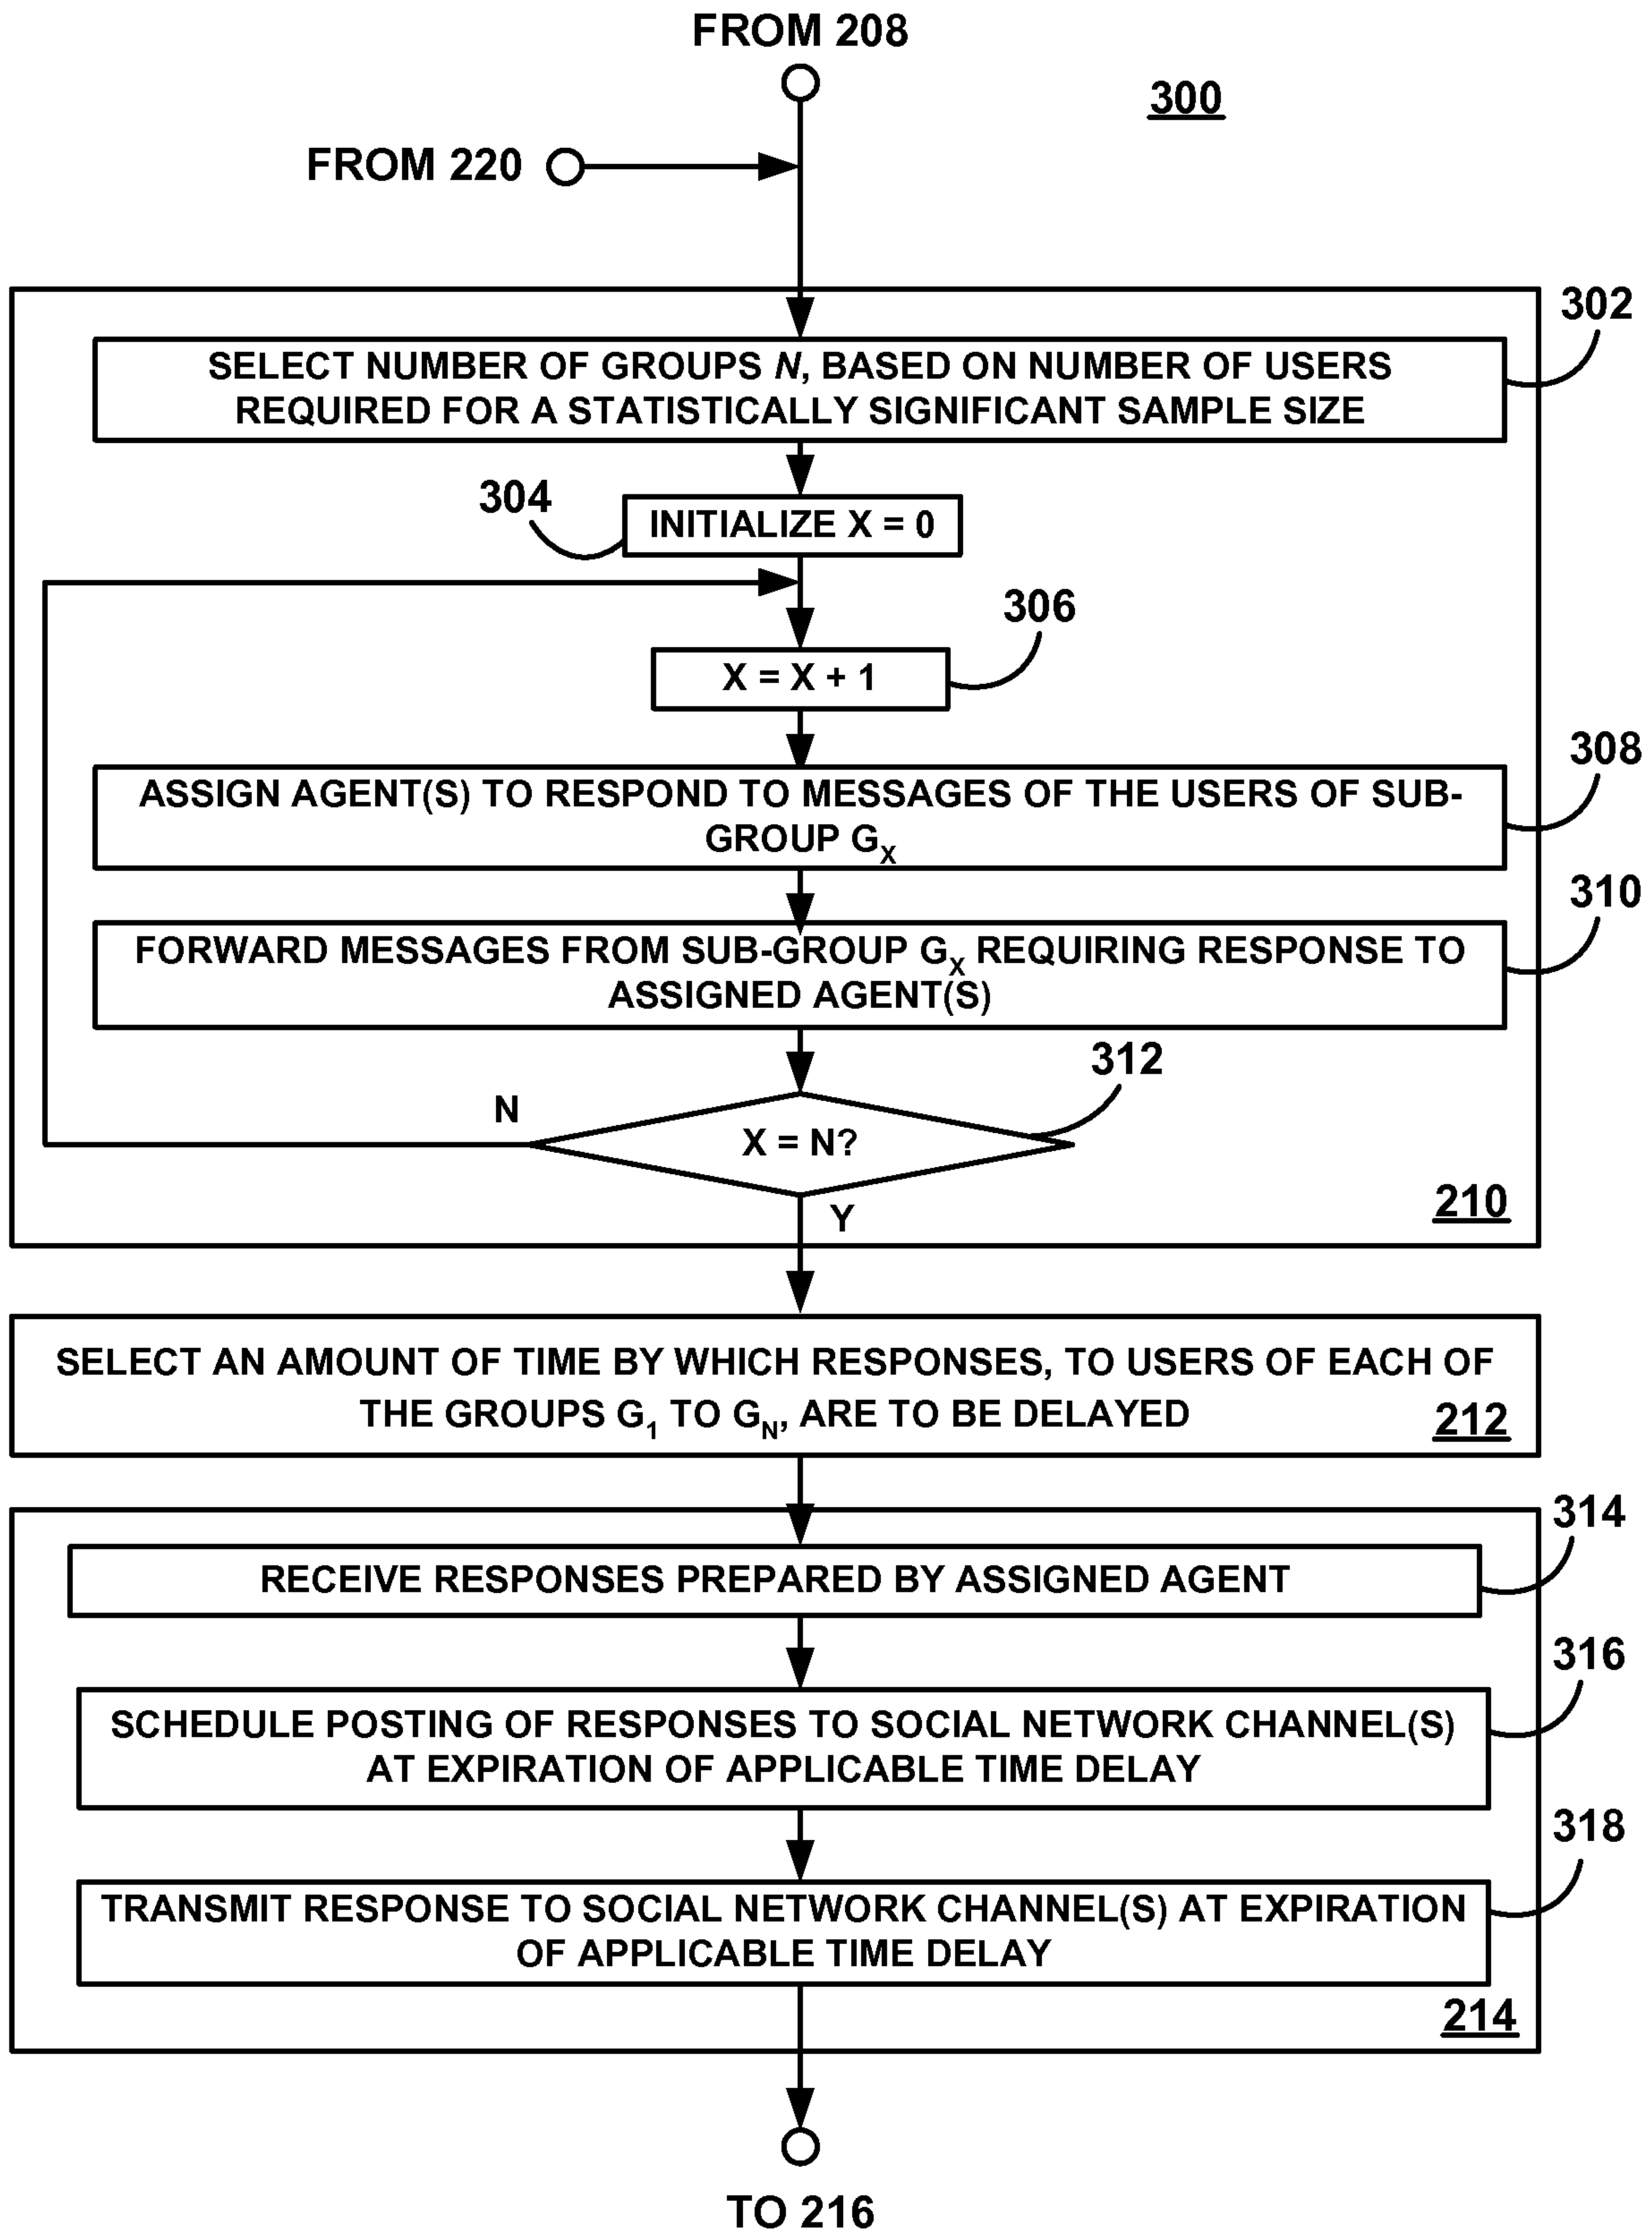 FROM 208
300
FROM 220
302
SELECT NUMBER OF GROUPS N, BASED ON NUMBER OF USERS
REQUIRED FOR A STATISTICALLY SIGNIFICANT SAMPLE SIZE
304
INITIALIZE X = 0
306
X = X + 1
308
ASSIGN AGENT(S) TO RESPOND TO MESSAGES OF THE USERS OF SUB-
GROUP GX
310
FORWARD MESSAGES FROM SUB-GROUP GX REQUIRING RESPONSE TO
ASSIGNED AGENT(S)
312
N
X = N?
210
Y
SELECT AN AMOUNT OF TIME BY WHICH RESPONSES, TO USERS OF EACH OF
THE GROUPS G1 TO GN, ARE TO BE DELAYED
212
314
RECEIVE RESPONSES PREPARED BY ASSIGNED AGENT
316
SCHEDULE POSTING OF RESPONSES TO SOCIAL NETWORK CHANNEL(S)
AT EXPIRATION OF APPLICABLE TIME DELAY
318
TRANSMIT RESPONSE TO SOCIAL NETWORK CHANNEL(S) AT EXPIRATION
OF APPLICABLE TIME DELAY
214
TO 216